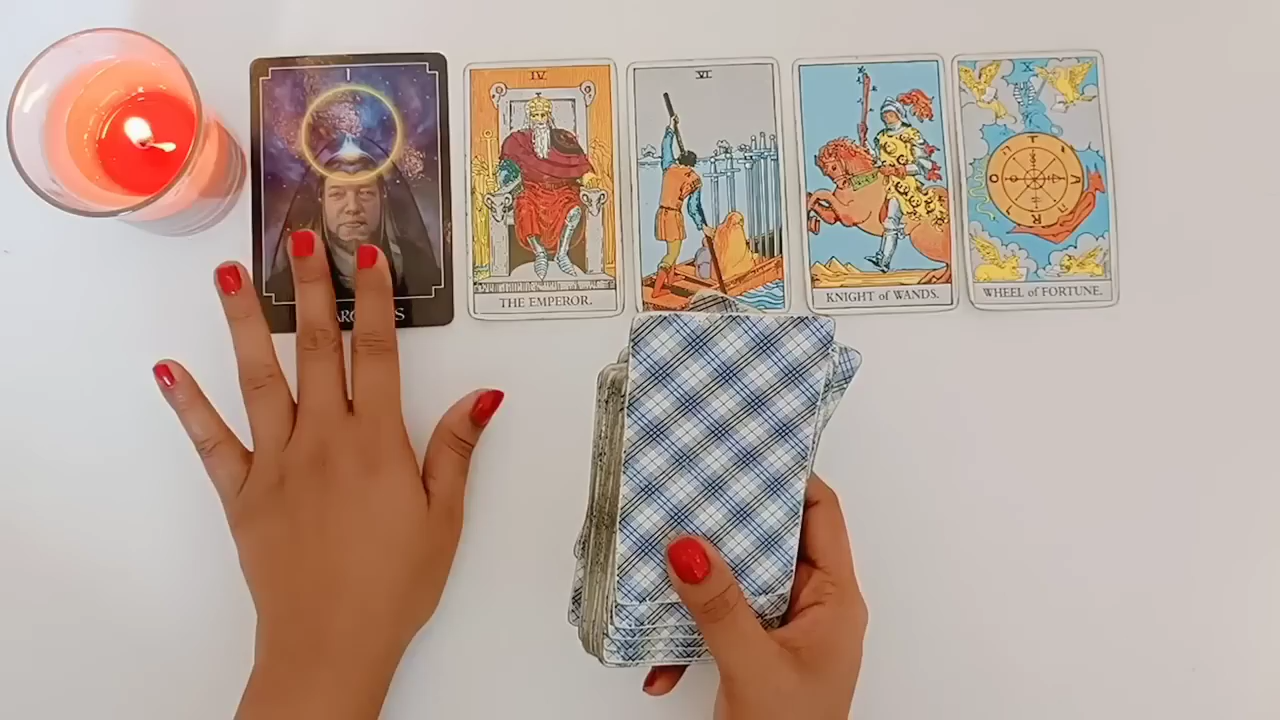 I
IV
THE EMPEROR.
VI
KNIGHT of WANDS.
X
WHEEL of FORTUNE.